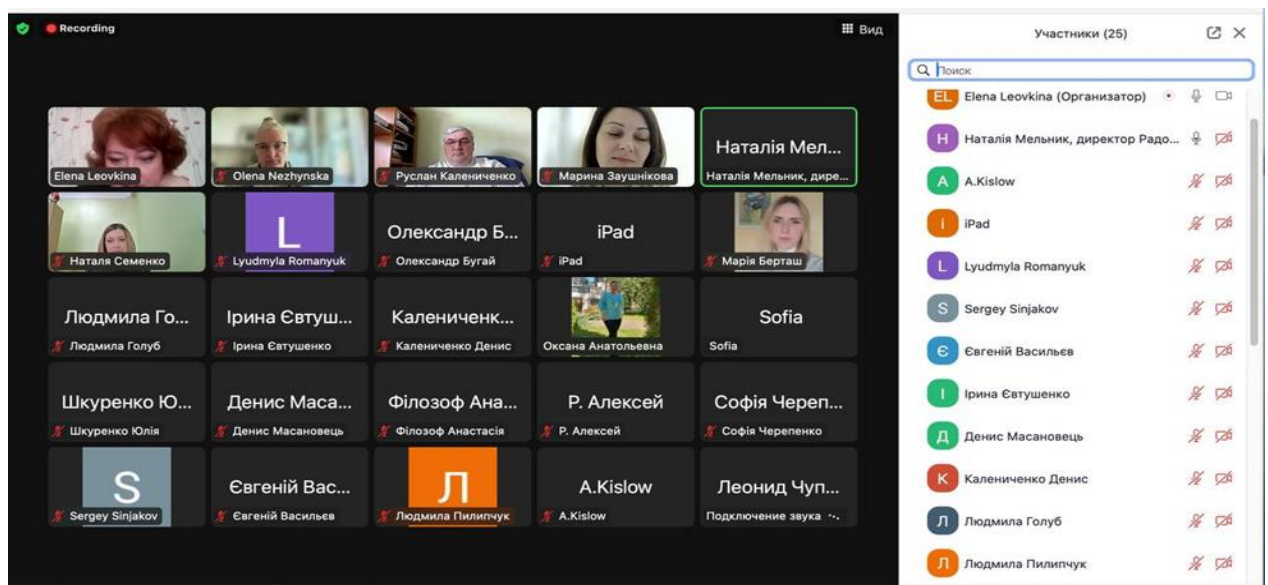 Recording
Вид
Elena Leovkina
Olena Nezhynska
Руслан Калениченко
Марина Заушнікова
Наталія Мел...
Наталія Мельник, дире...
Наталя Семенко
L
Lyudmyla Romanyuk
Олександр Б...
Олександр Бугай
iPad
iPad
Марія Берташ
Людмила Го...
Людмила Голуб
Ірина Євтуш...
Ірина Євтушенко
Калениченк...
Калениченко Денис
Оксана Анатольевна
Sofia
Sofia
Шкуренко Ю...
Шкуренко Юлія
Денис Маса...
Денис Масановець
Філозоф Ана...
Філозоф Анастасія
Р. Алексей
Р. Алексей
Софія Череп...
Софія Черепенко
S
Sergey Sinjakov
Євгеній Вас...
Євгеній Васильєв
Л
Людмила Пилипчук
A.Kislow
A.Kislow
Леонид Чуп...
Подключение звука
Участники (25)
Поиск
EL Elena Leovkina (Организатор)
Н Наталія Мельник, директор Радо...
A A.Kislow
I iPad
L Lyudmyla Romanyuk
S Sergey Sinjakov
Є Євгеній Васильєв
І Ірина Євтушенко
Д Денис Масановець
К Калениченко Денис
Л Людмила Голуб
Л Людмила Пилипчук